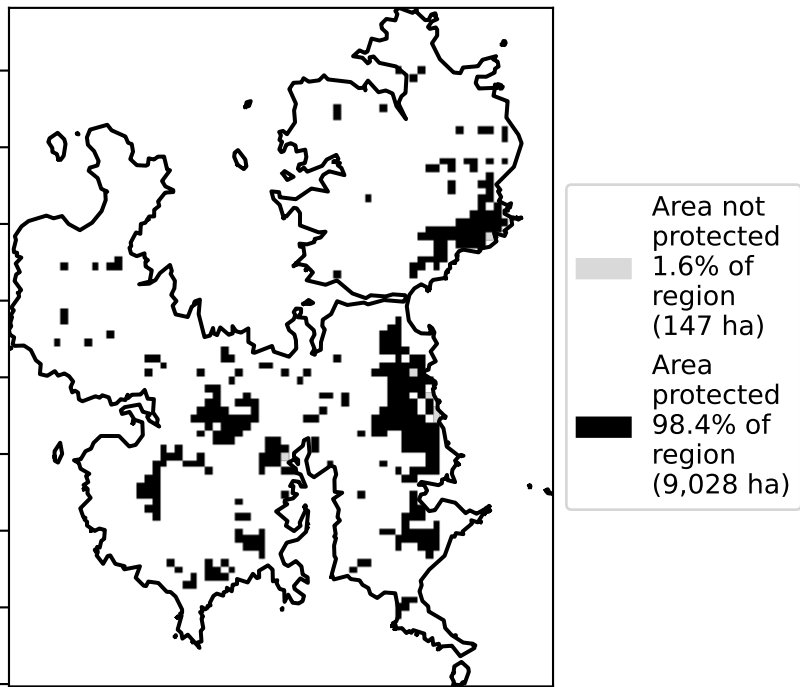 Area not
protected
1.6% of
region
(147 ha)
Area
protected
98.4% of
region
(9,028 ha)